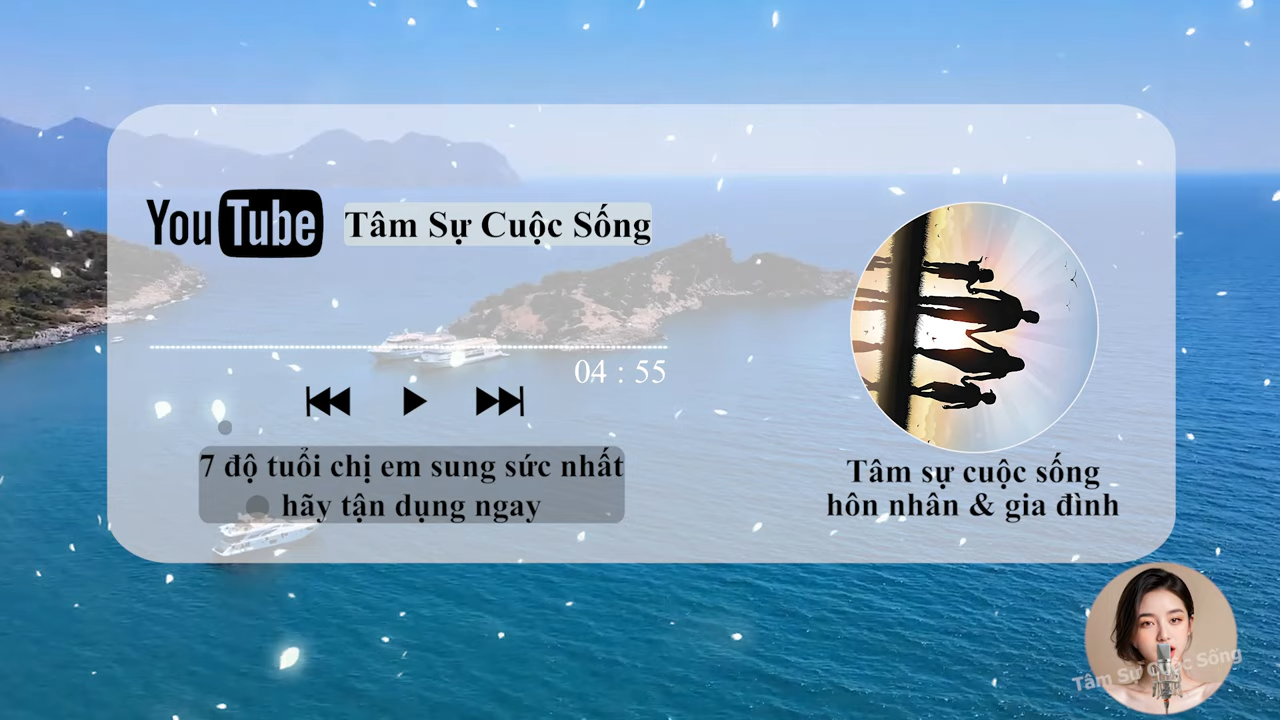 YouTube Tâm Sự Cuộc Sống
04 : 55
7 độ tuổi chị em sung sức nhất
hãy tận dụng ngay
Tâm sự cuộc sống
hôn nhân & gia đình
Tâm Sự Cuộc Sống